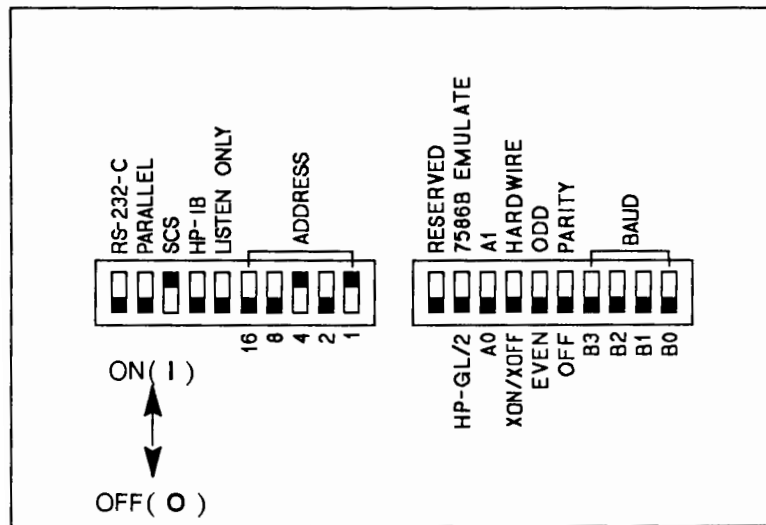 RS-232-C
PARALLEL
SCS
HP-IB
LISTEN ONLY
ADDRESS
16
8
4
2
1
RESERVED
7586B EMULATE
A1
HARDWIRE
ODD
PARITY
BAUD
HP-GL/2
A0
XON/XOFF
EVEN
OFF
B3
B2
B1
B0
ON( I )
OFF( O )